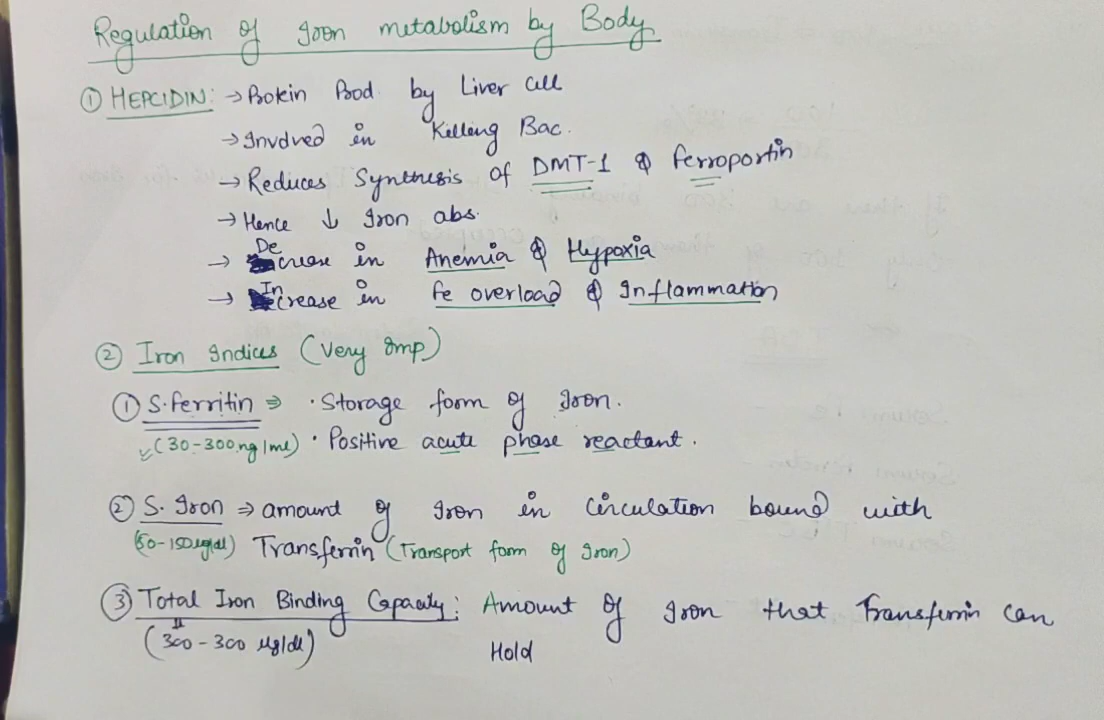 Regulation of Iron metabolism by Body
① HEPCIDIN: → Protein Prod. by Liver cell
→ Involved in Killing Bac.
→ Reduces Synthesis of DMT-1 & ferroportin
→ Hence ↓ Iron abs.
→ Decrease in Anemia & Hypoxia
→ Increase in Fe overload & Inflammation
② Iron Indices (Very Imp)
① S.ferritin ⇒ · Storage form of Iron.
(30-300 ng/ml) · Positive acute phase reactant.
② S. Iron ⇒ amount of Iron in Circulation bound with
(50-150 µg/dl) Transferrin (Transport form of Iron)
③ Total Iron Binding Capacity: Amount of Iron that Transferrin can
(300-300 µg/dl) Hold